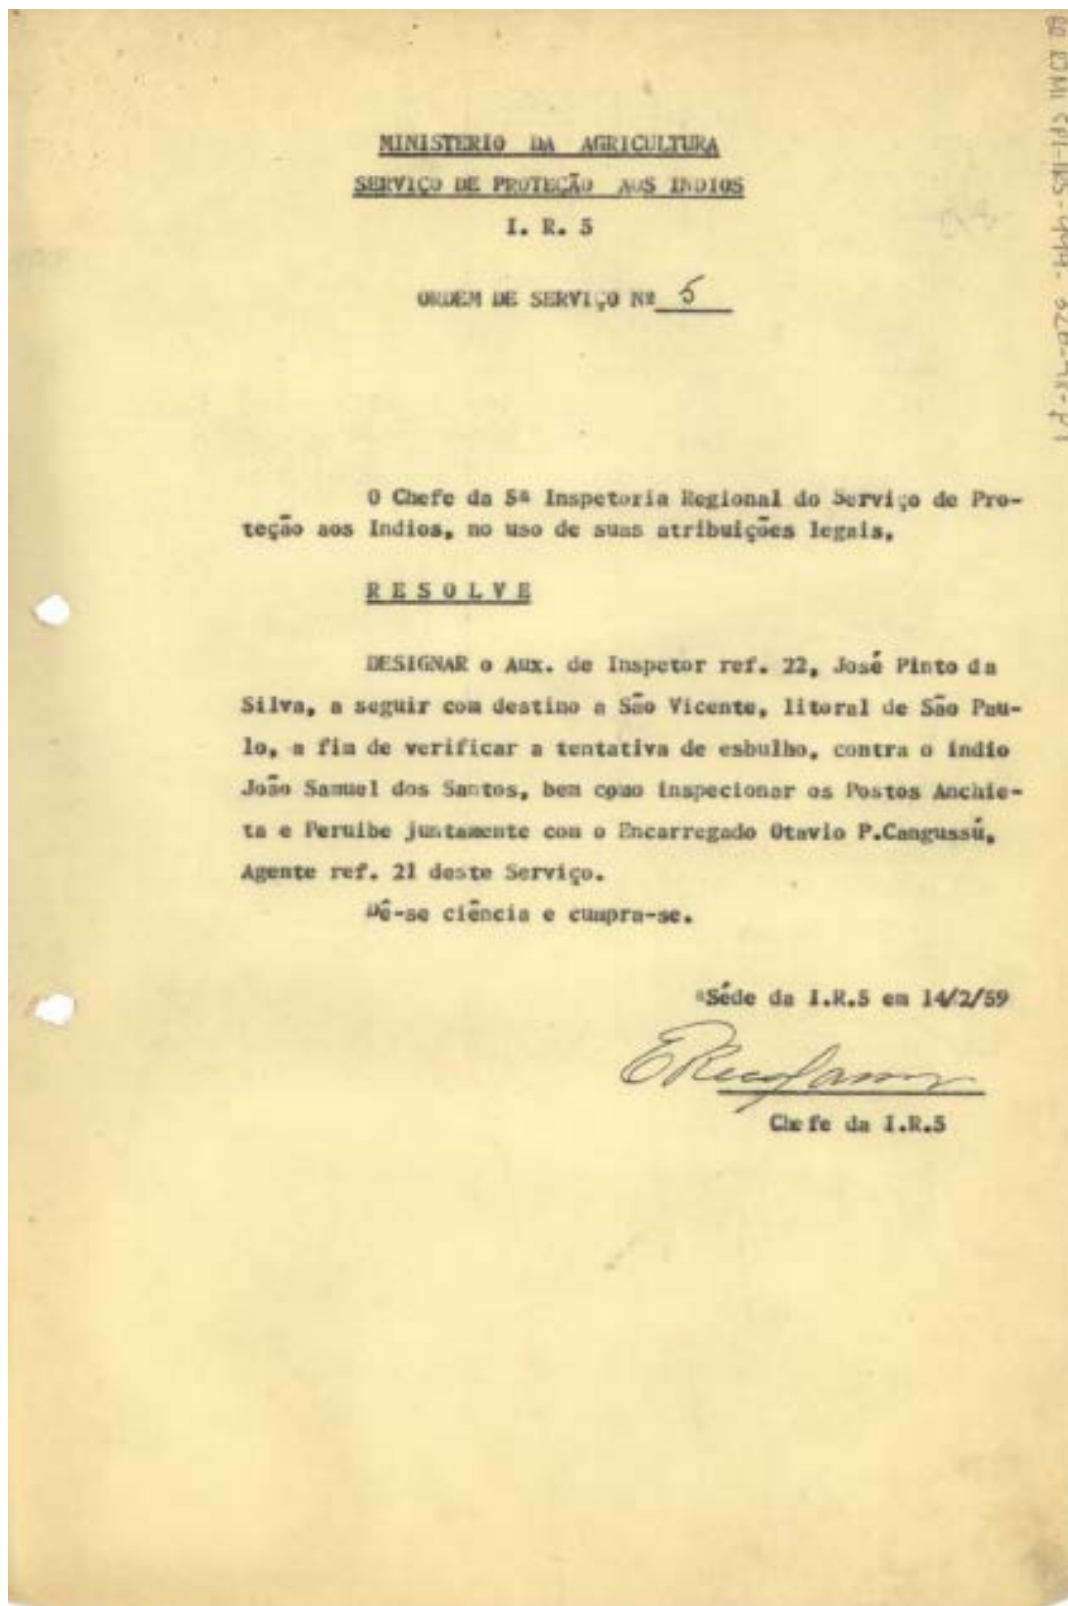 MINISTERIO DA AGRICULTURA
SERVIÇO DE PROTEÇÃO AOS INDIOS
I. R. 5
ORDEM DE SERVIÇO Nº 5
O Chefe da 5ª Inspetoria Regional do Serviço de Pro-
teção aos Indios, no uso de suas atribuições legais,
R E S O L V E
DESIGNAR o Aux. de Inspetor ref. 22, José Pinto da
Silva, a seguir com destino a São Vicente, litoral de São Pau-
lo, a fim de verificar a tentativa de esbulho, contra o índio
João Samuel dos Santos, bem como inspecionar os Postos Anchie-
ta e Peruibe juntamente com o Encarregado Otavio P.Cangussú,
Agente ref. 21 deste Serviço.
Dê-se ciência e cumpra-se.
Séde da I.R.5 em 14/2/59
Chefe da I.R.5